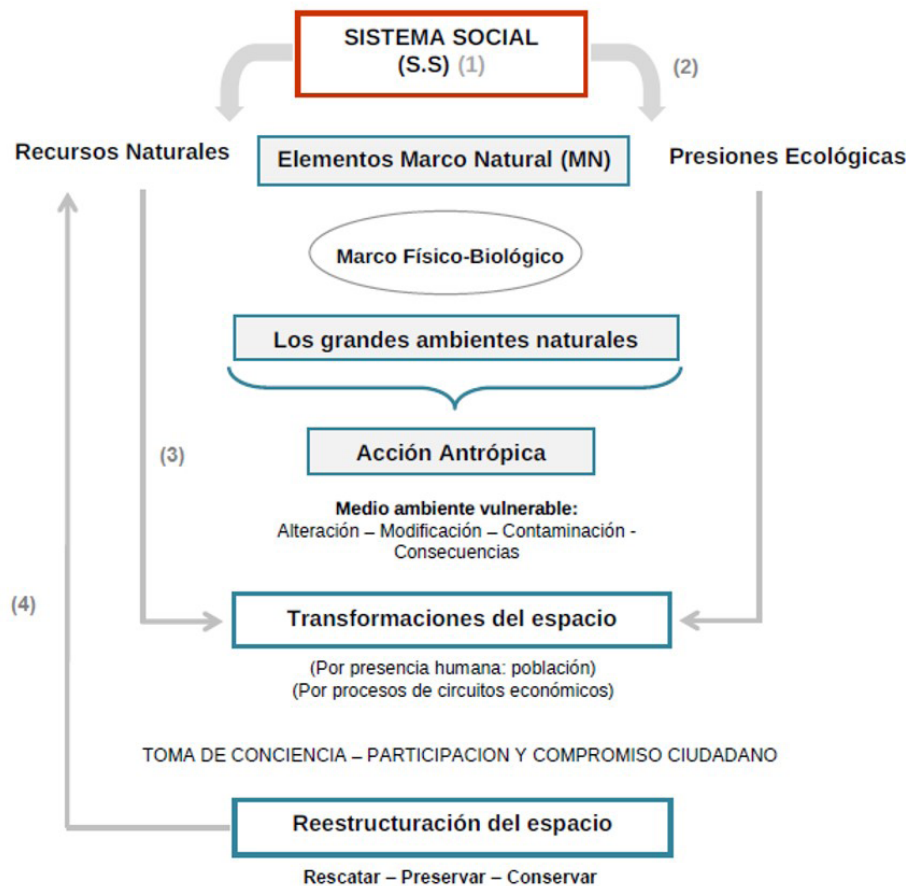 SISTEMA SOCIAL
(S.S) (1)
(2)
Recursos Naturales
Elementos Marco Natural (MN)
Presiones Ecológicas
Marco Físico-Biológico
Los grandes ambientes naturales
Acción Antrópica
(3)
Medio ambiente vulnerable:
Alteración – Modificación – Contaminación -
Consecuencias
(4)
Transformaciones del espacio
(Por presencia humana: población)
(Por procesos de circuitos económicos)
TOMA DE CONCIENCIA – PARTICIPACION Y COMPROMISO CIUDADANO
Reestructuración del espacio
Rescatar – Preservar – Conservar